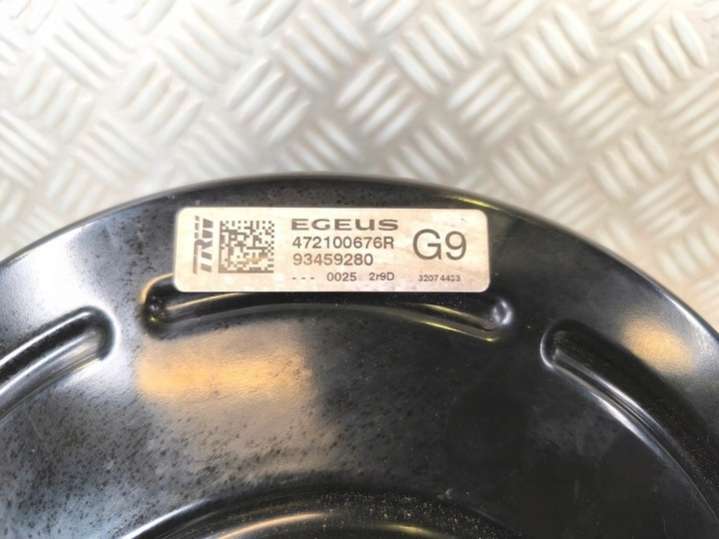 TRW
EGEUS
472100676R
G9
93459280
--- 0025 2r9D
32074423